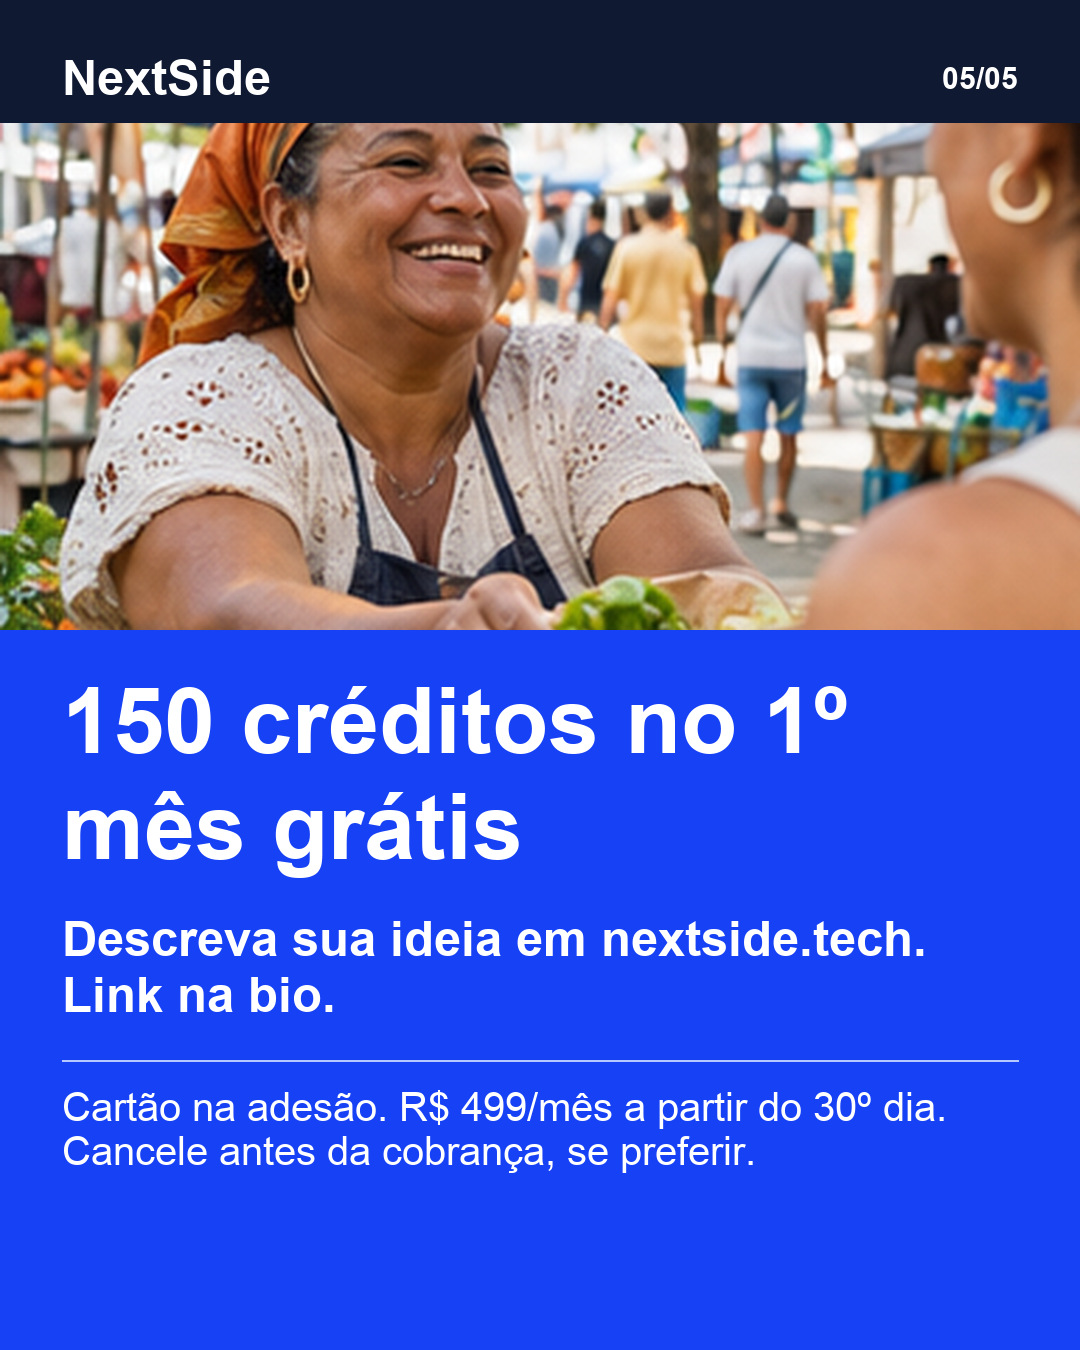 NextSide
05/05
150 créditos no 1º
mês grátis
Descreva sua ideia em nextside.tech.
Link na bio.
Cartão na adesão. R$ 499/mês a partir do 30º dia.
Cancele antes da cobrança, se preferir.